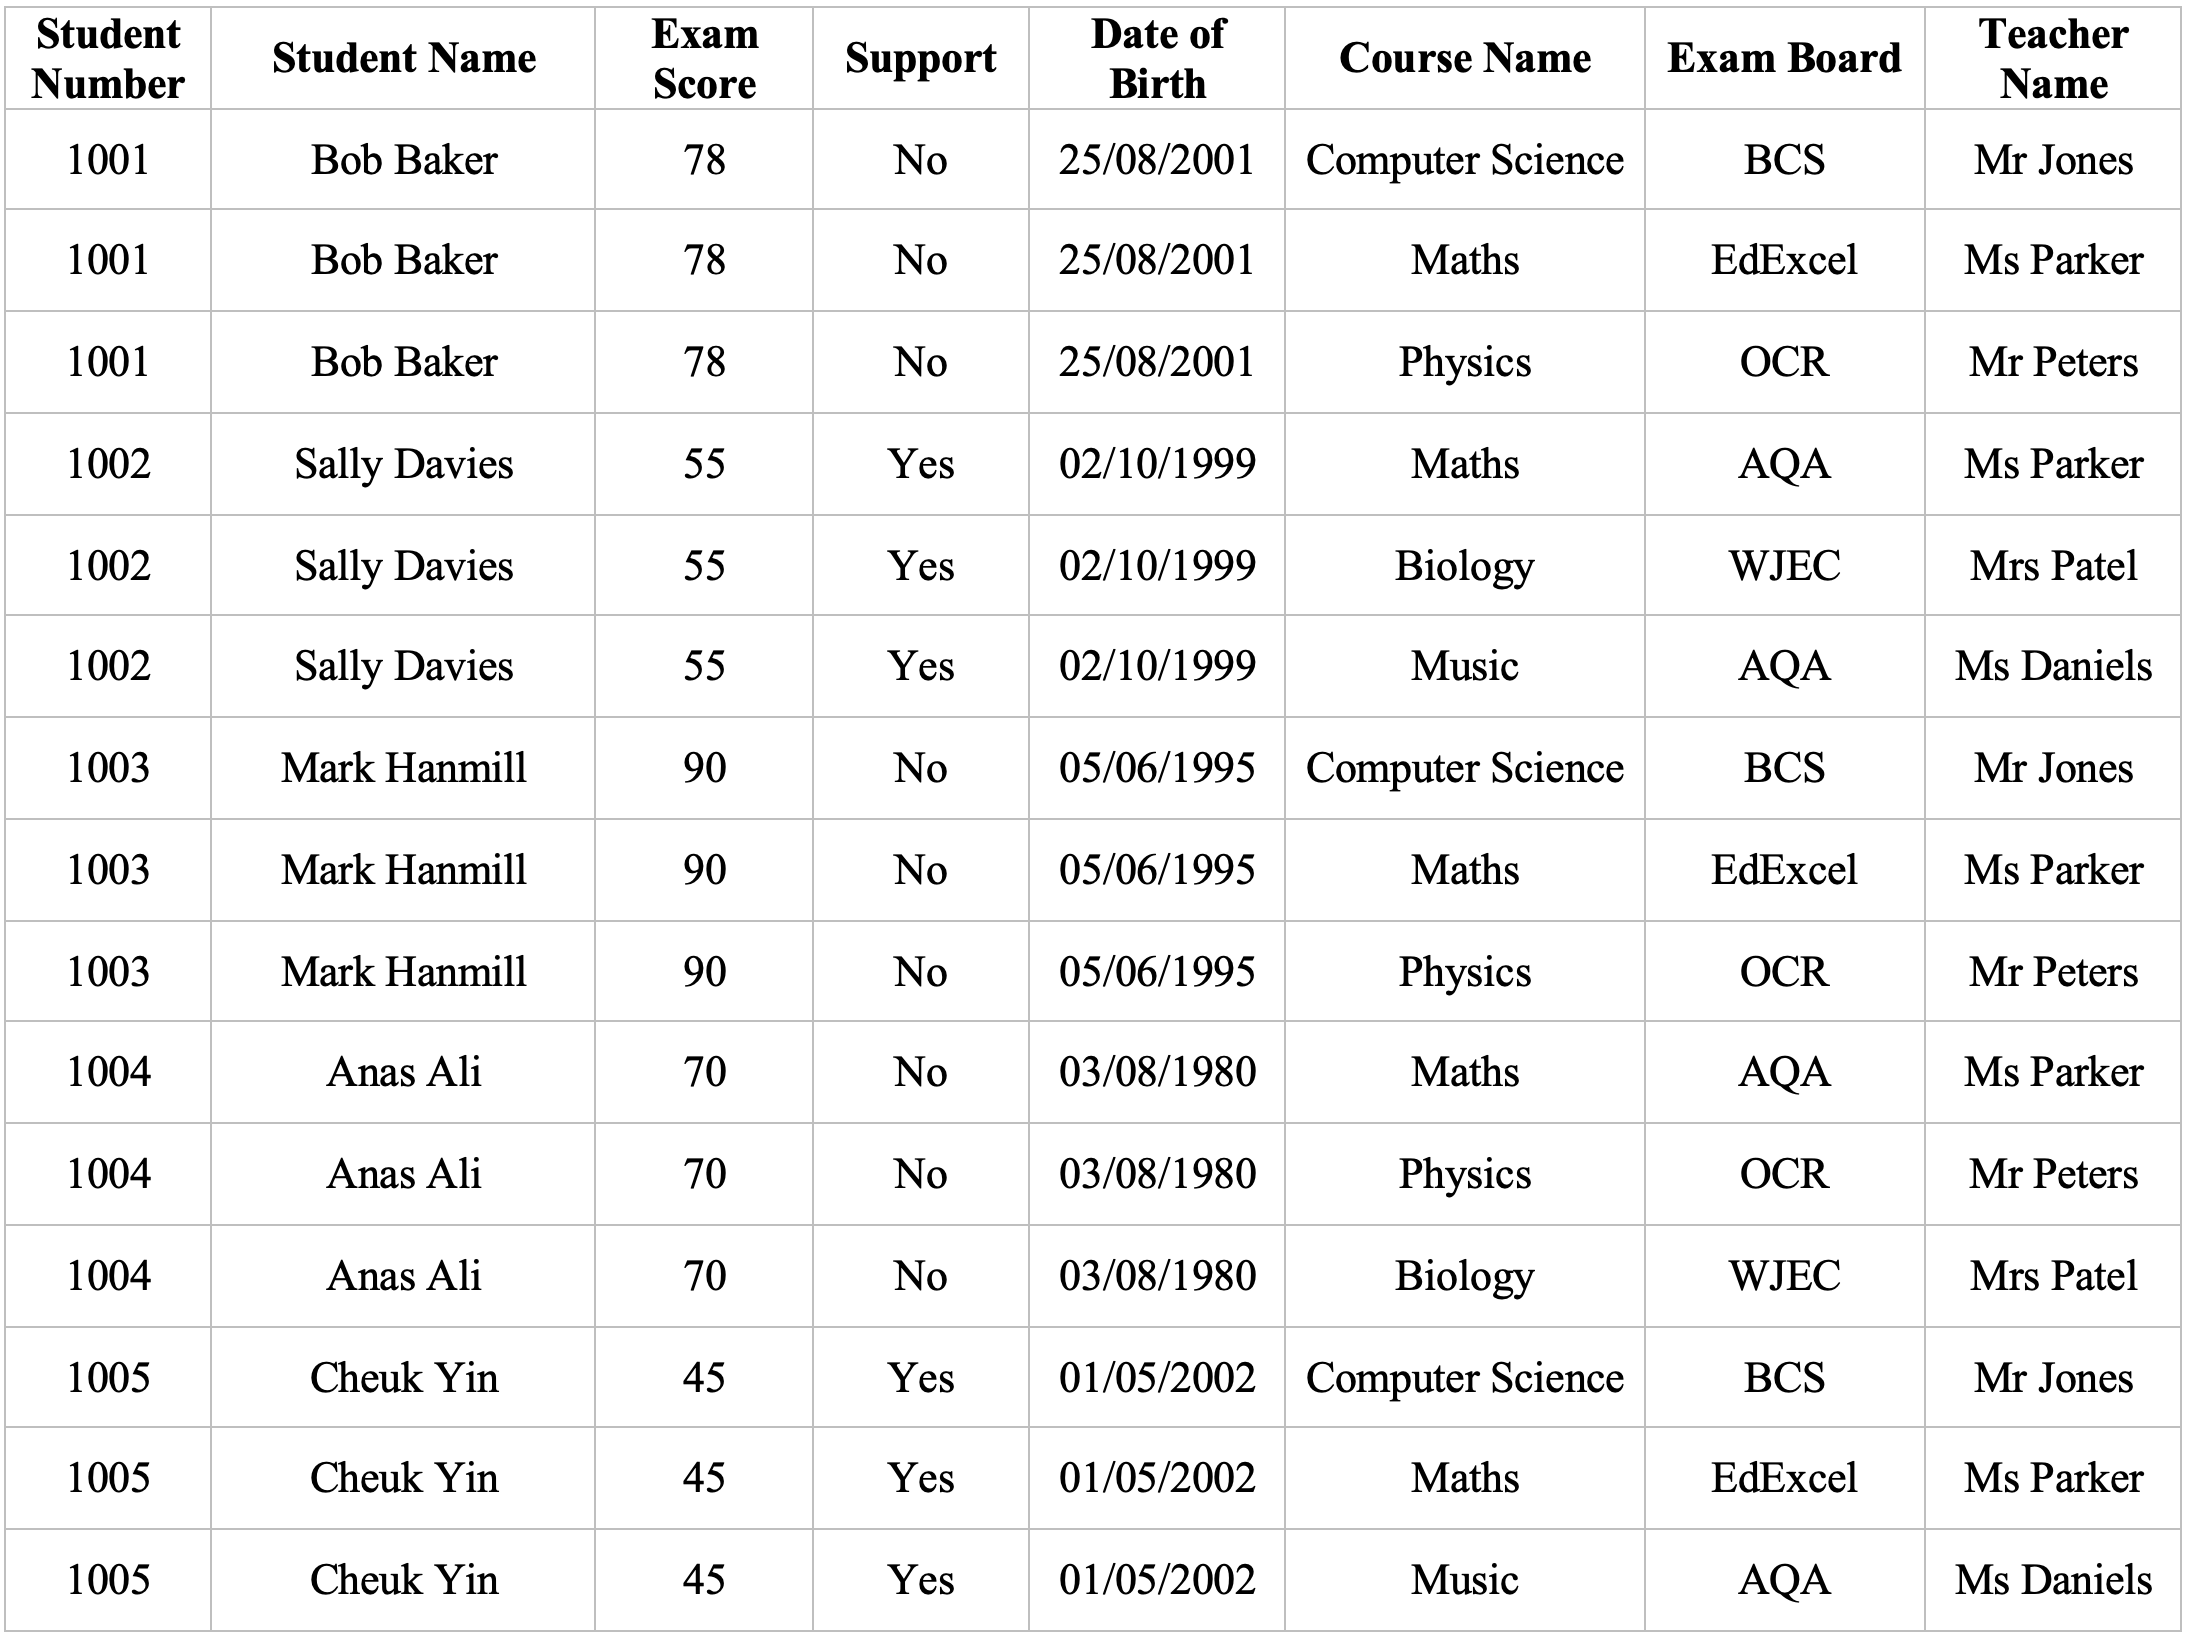 Student Number Student Name Exam Score Support Date of Birth Course Name Exam Board Teacher Name
1001 Bob Baker 78 No 25/08/2001 Computer Science BCS Mr Jones
1001 Bob Baker 78 No 25/08/2001 Maths EdExcel Ms Parker
1001 Bob Baker 78 No 25/08/2001 Physics OCR Mr Peters
1002 Sally Davies 55 Yes 02/10/1999 Maths AQA Ms Parker
1002 Sally Davies 55 Yes 02/10/1999 Biology WJEC Mrs Patel
1002 Sally Davies 55 Yes 02/10/1999 Music AQA Ms Daniels
1003 Mark Hanmill 90 No 05/06/1995 Computer Science BCS Mr Jones
1003 Mark Hanmill 90 No 05/06/1995 Maths EdExcel Ms Parker
1003 Mark Hanmill 90 No 05/06/1995 Physics OCR Mr Peters
1004 Anas Ali 70 No 03/08/1980 Maths AQA Ms Parker
1004 Anas Ali 70 No 03/08/1980 Physics OCR Mr Peters
1004 Anas Ali 70 No 03/08/1980 Biology WJEC Mrs Patel
1005 Cheuk Yin 45 Yes 01/05/2002 Computer Science BCS Mr Jones
1005 Cheuk Yin 45 Yes 01/05/2002 Maths EdExcel Ms Parker
1005 Cheuk Yin 45 Yes 01/05/2002 Music AQA Ms Daniels